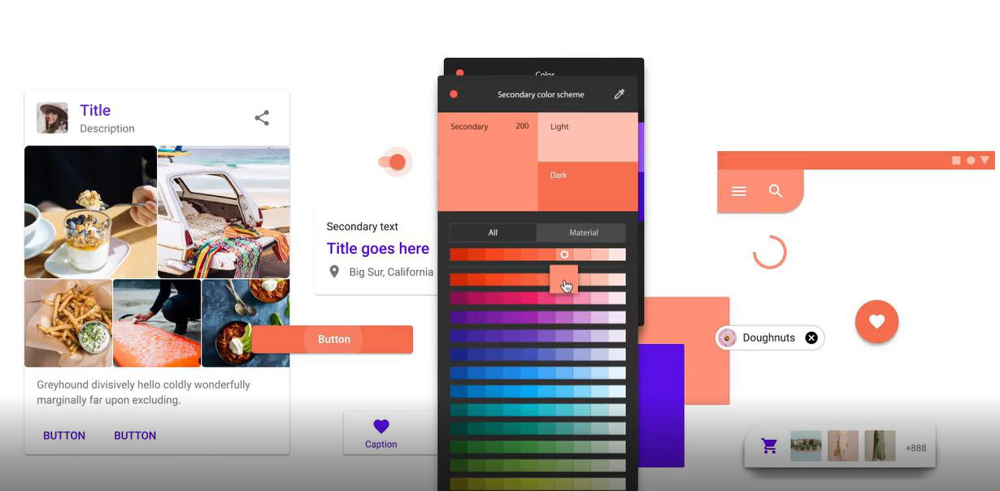 Title
Description
Greyhound divisively hello coldly wonderfully
marginally far upon excluding.
BUTTON BUTTON
Secondary text
Title goes here
Big Sur, California
Button
Caption
Color
Secondary color scheme
Secondary 200
Light
Dark
All Material
Doughnuts
+888